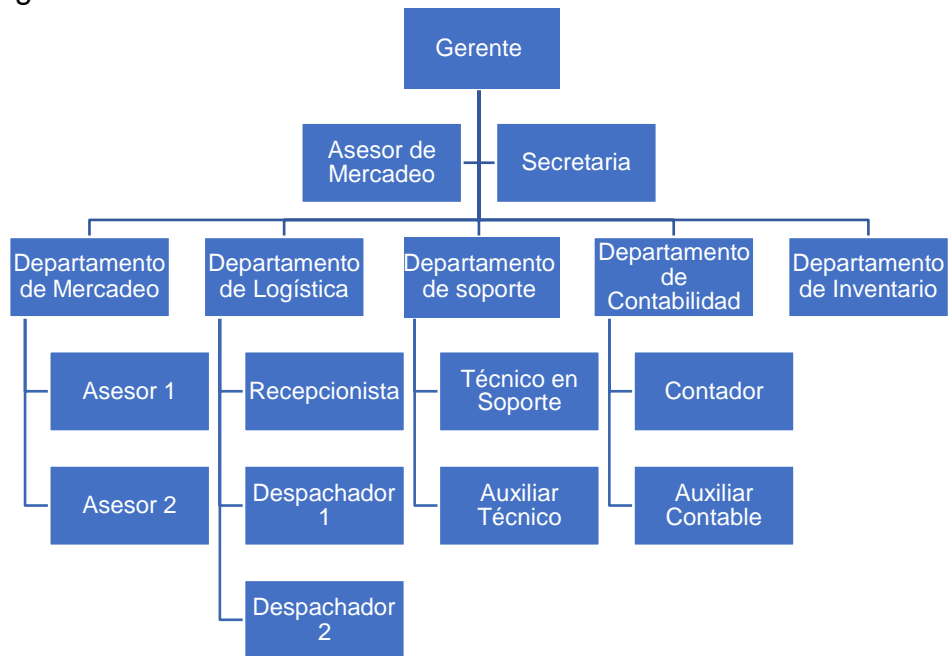 g
Gerente
Asesor de
Mercadeo
Secretaria
Departamento
de Mercadeo
Departamento
de Logística
Departamento
de soporte
Departamento
de
Contabilidad
Departamento
de Inventario
Asesor 1
Recepcionista
Técnico en
Soporte
Contador
Asesor 2
Despachador
1
Auxiliar
Técnico
Auxiliar
Contable
Despachador
2